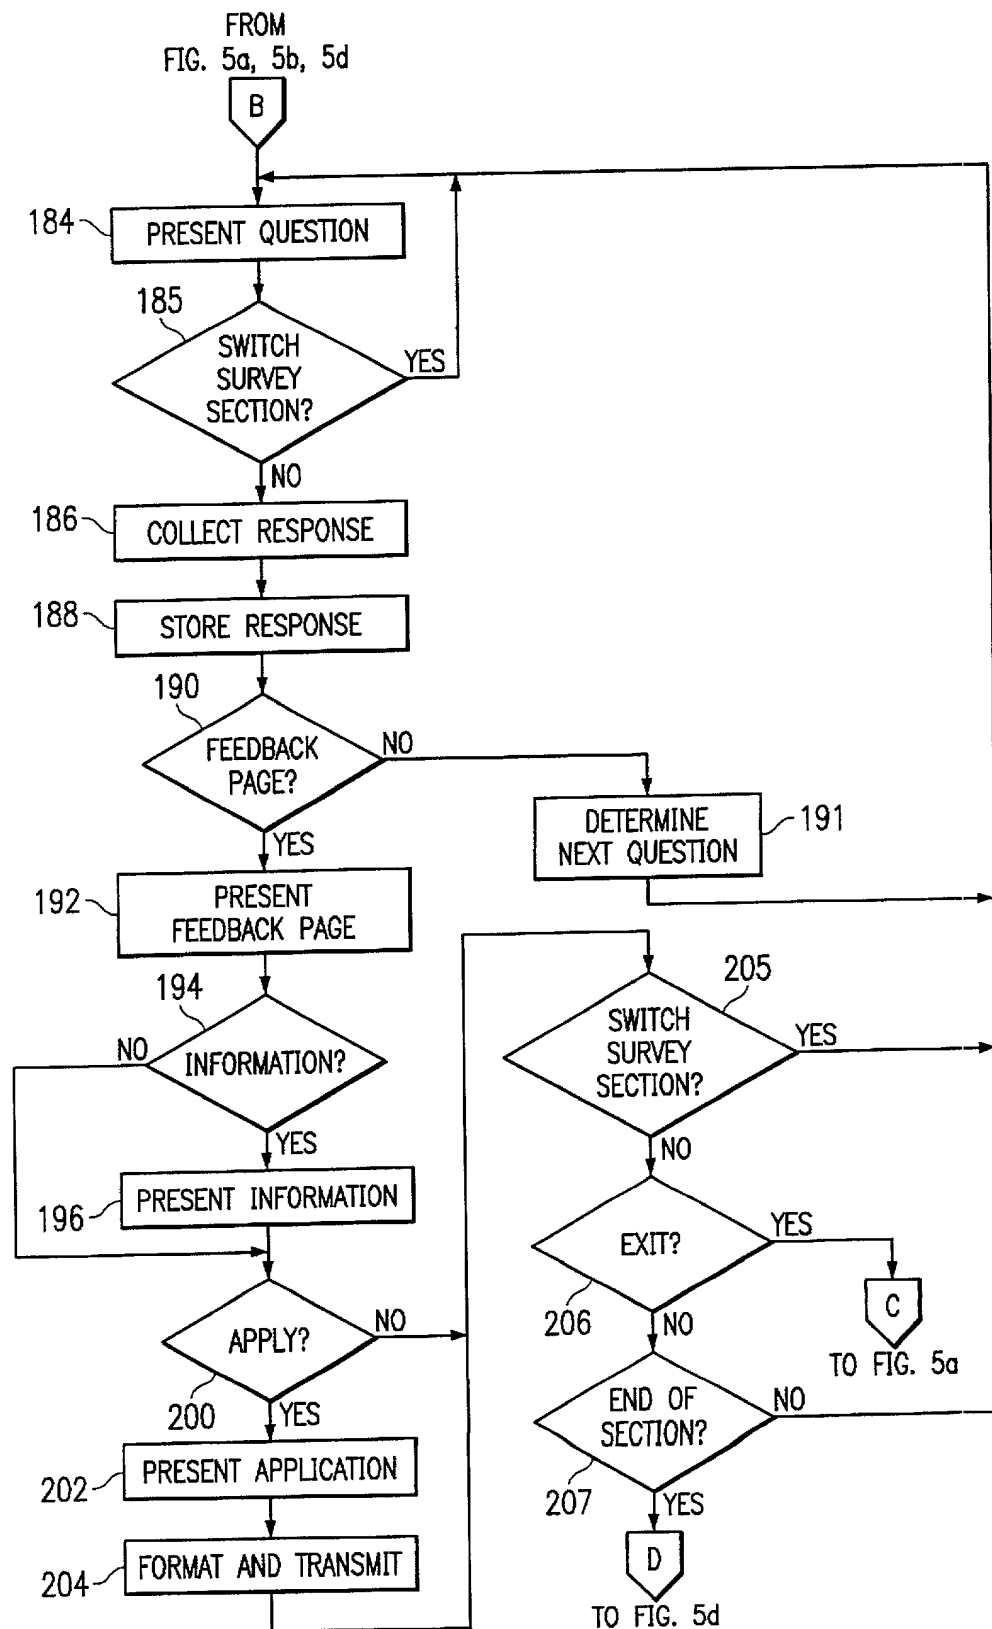 FROM
FIG. 5a, 5b, 5d
B
184
PRESENT QUESTION
185
SWITCH
SURVEY
SECTION?
YES
NO
186
COLLECT RESPONSE
188
STORE RESPONSE
190
FEEDBACK
PAGE?
NO
YES
DETERMINE
NEXT QUESTION
191
192
PRESENT
FEEDBACK PAGE
194
NO
INFORMATION?
YES
196
PRESENT INFORMATION
APPLY?
NO
200
YES
202
PRESENT APPLICATION
204
FORMAT AND TRANSMIT
205
SWITCH
SURVEY
SECTION?
YES
NO
EXIT?
YES
206
NO
C
TO FIG. 5a
END OF
SECTION?
NO
207
YES
D
TO FIG. 5d